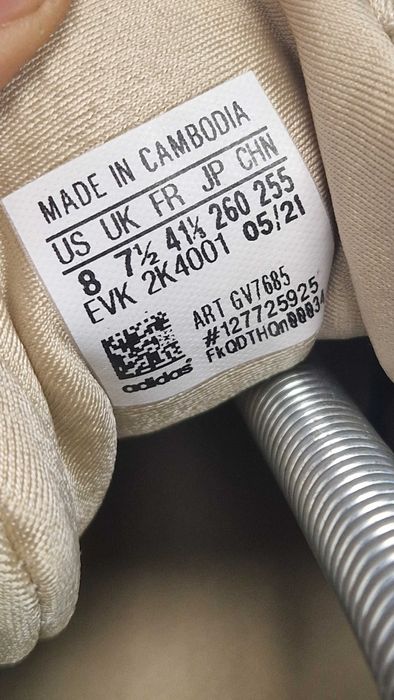 MADE IN CAMBODIA
US UK FR JP CHN
8 7½ 41⅓ 260 255
EVK 2K4001 05/21
ART GV7685
#127725925
FkQDTHQn00034
adidas